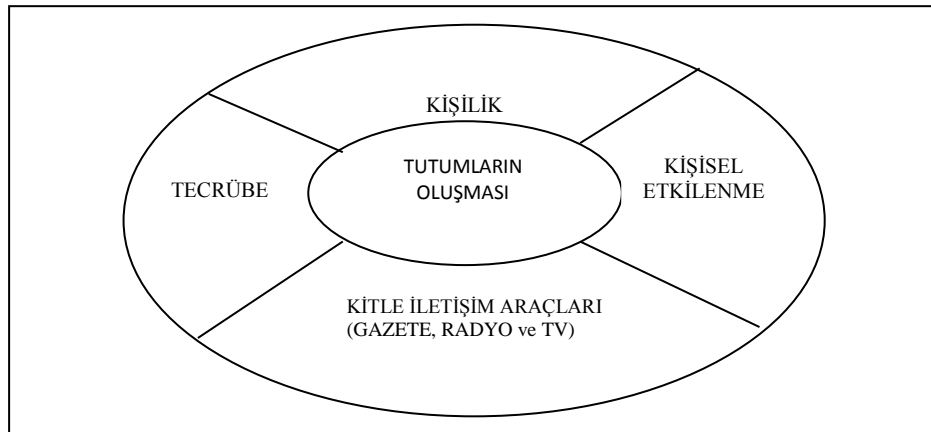 KİŞİLİK
TUTUMLARIN
OLUŞMASI
TECRÜBE
KİŞİSEL
ETKİLENME
KİTLE İLETİŞİM ARAÇLARI
(GAZETE, RADYO ve TV)